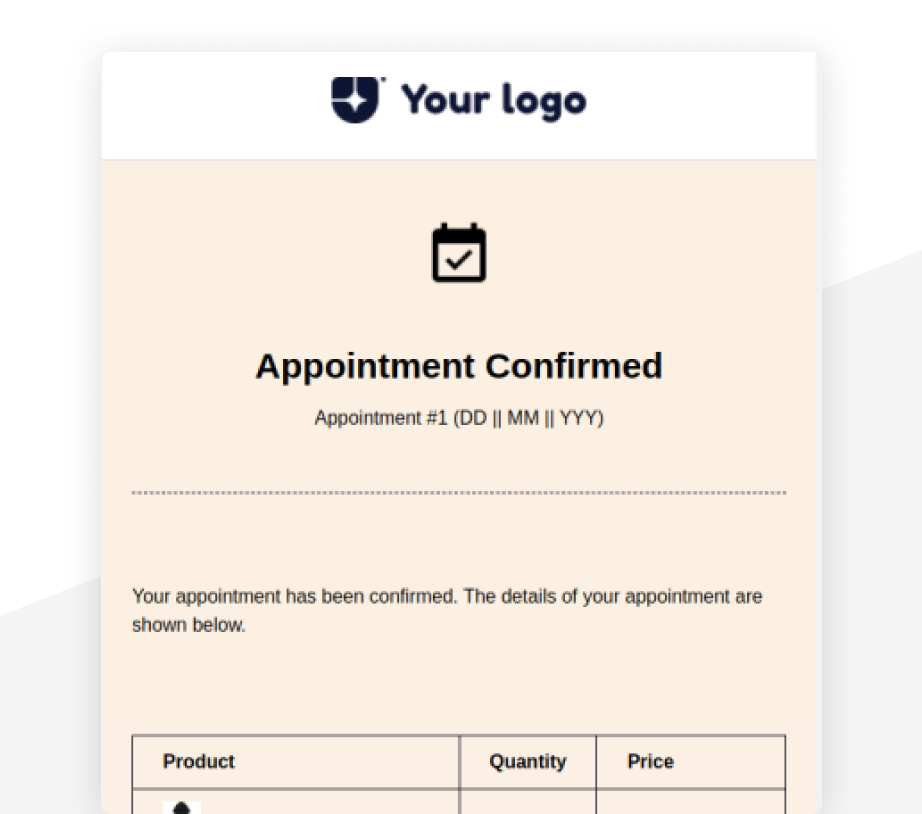 Your logo
Appointment Confirmed
Appointment #1 (DD || MM || YYY)
Your appointment has been confirmed. The details of your appointment are
shown below.
Product Quantity Price